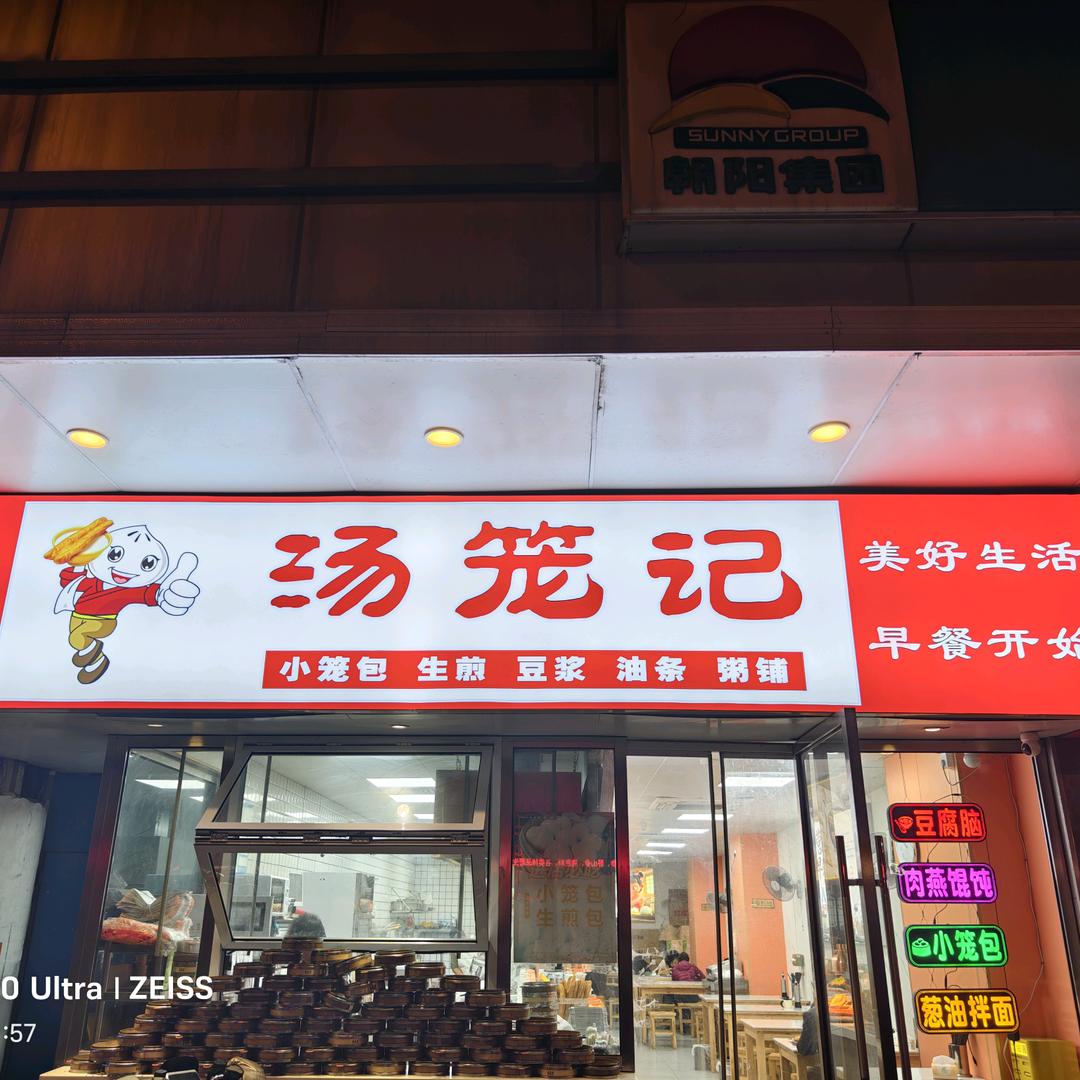 SUNNYGROUP
朝阳集团
汤笼记
小笼包 生煎 豆浆 油条 粥铺
美好生活
早餐开始
小笼包
生煎包
豆腐脑
肉燕馄饨
小笼包
葱油拌面
0 Ultra | ZEISS
:57